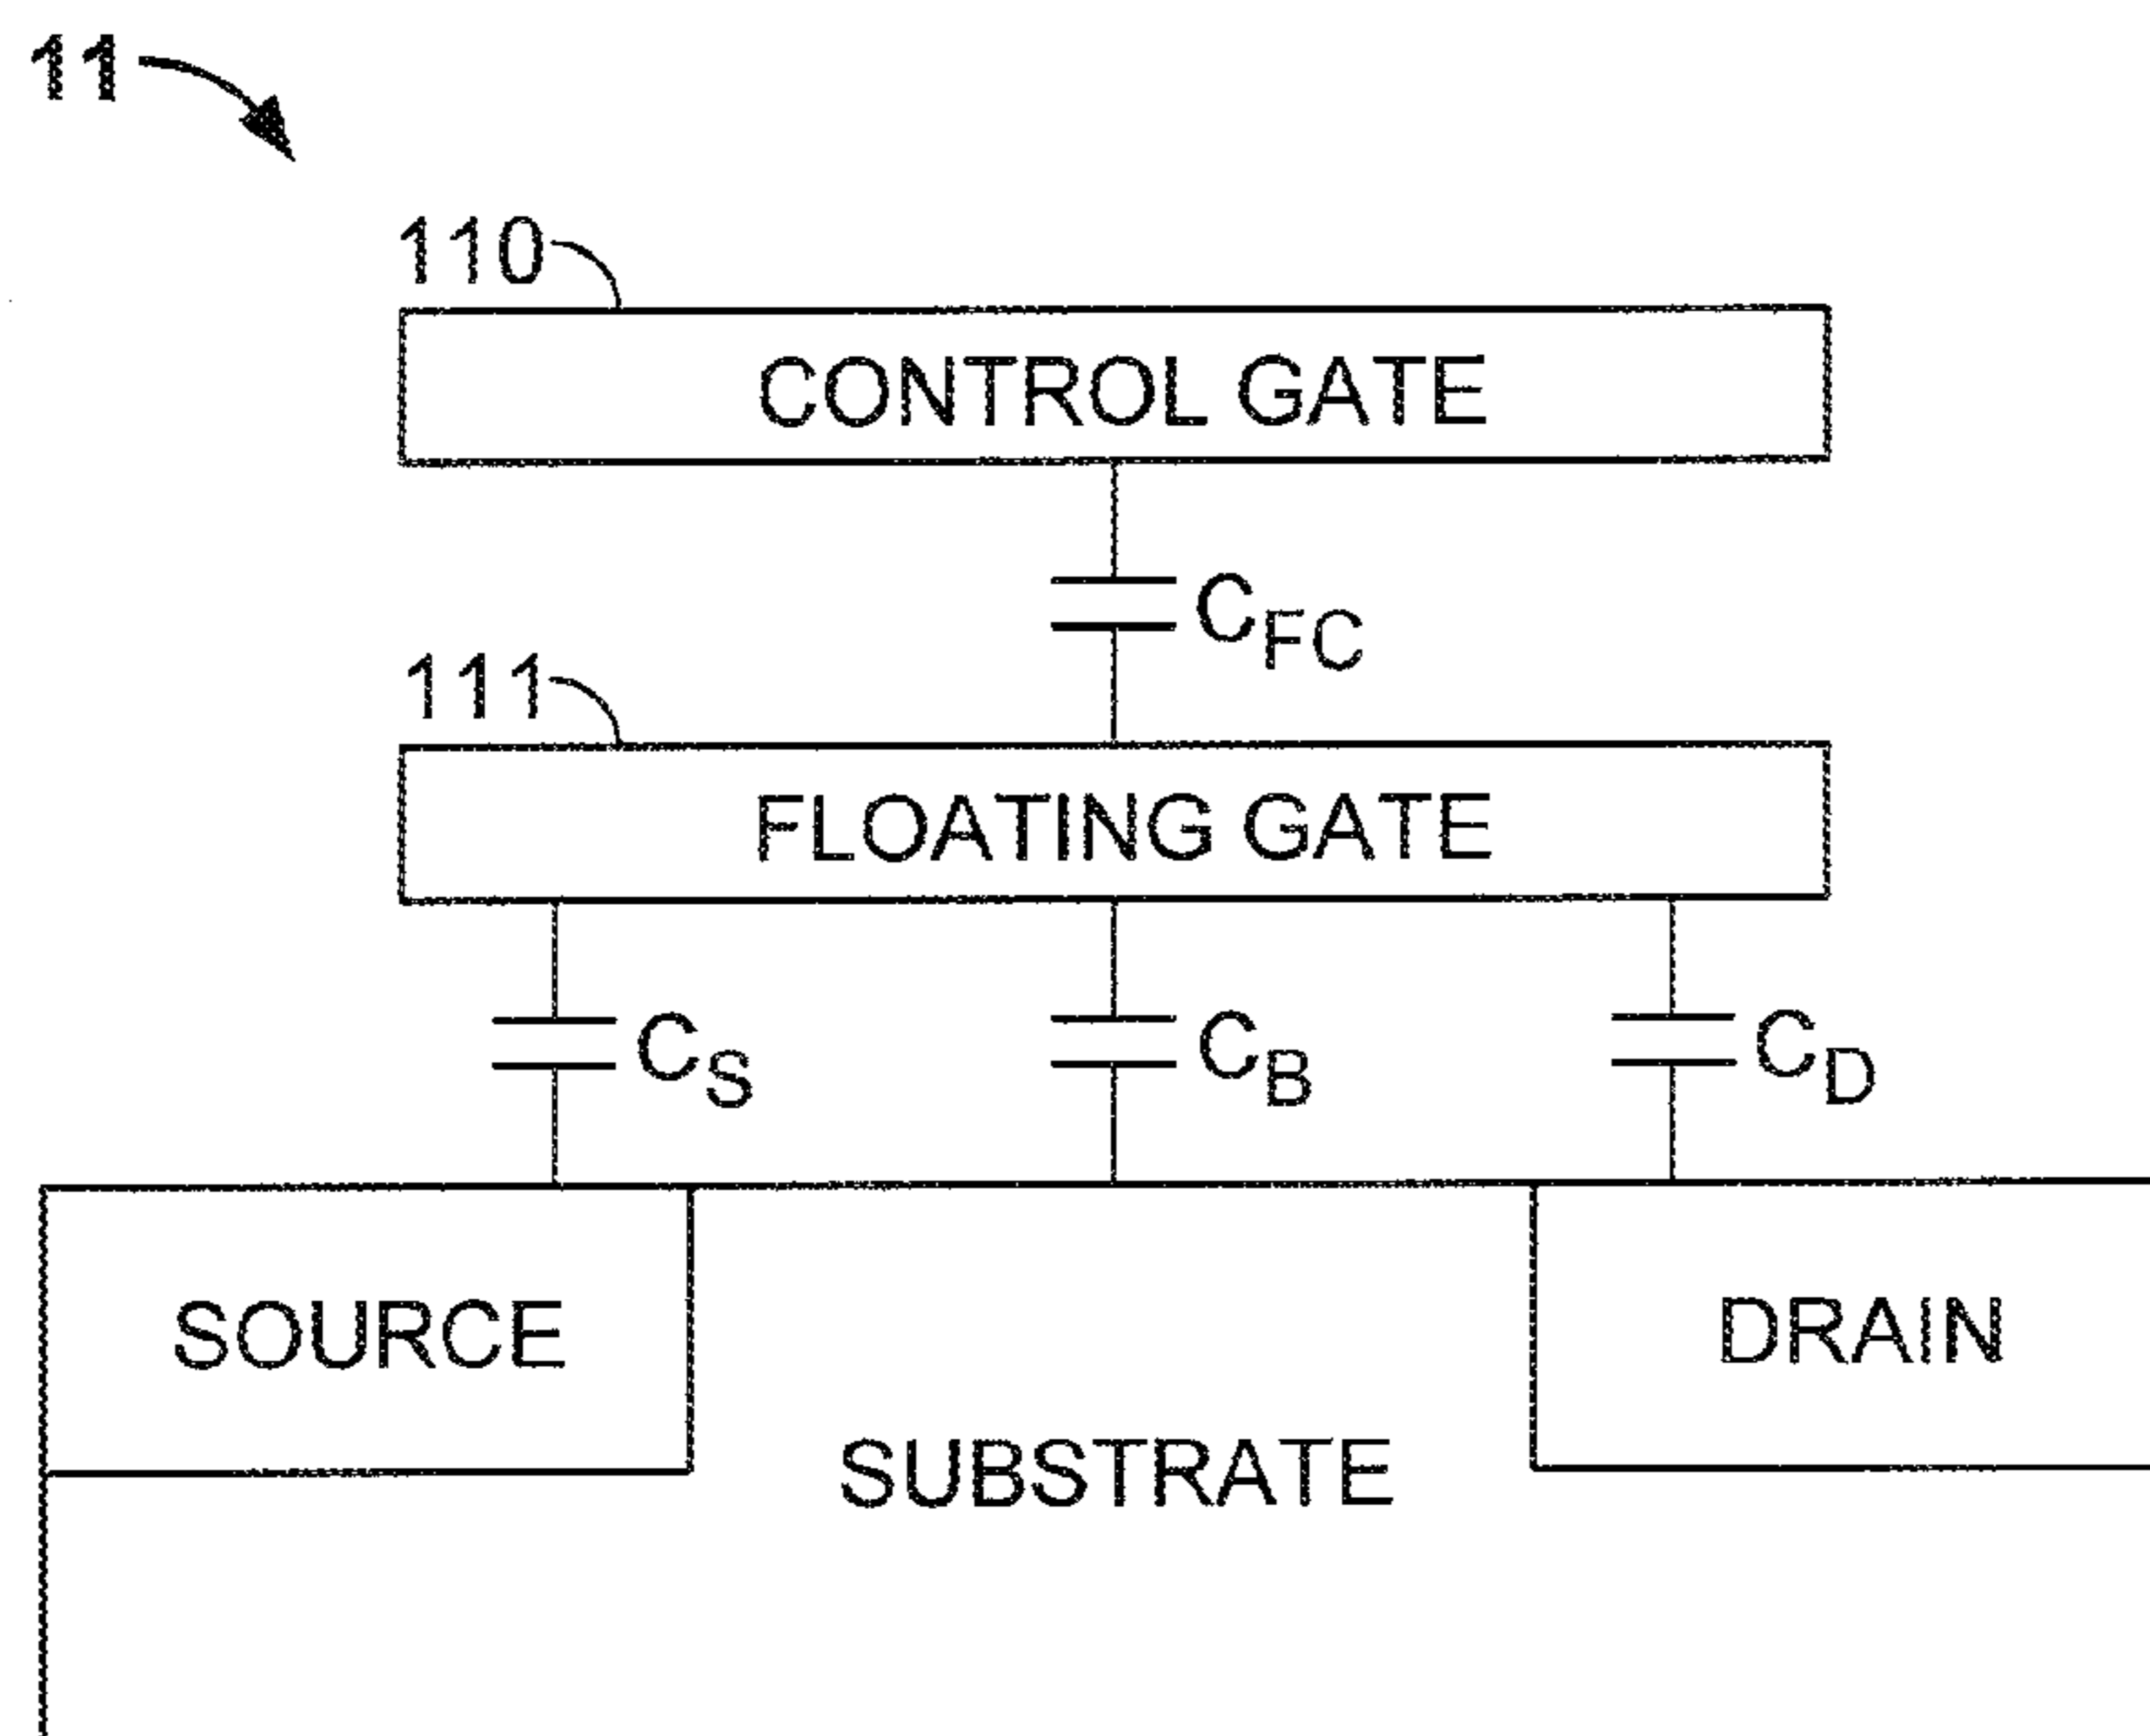 11
110
CONTROL GATE
C_FC
111
FLOATING GATE
C_S C_B C_D
SOURCE
DRAIN
SUBSTRATE